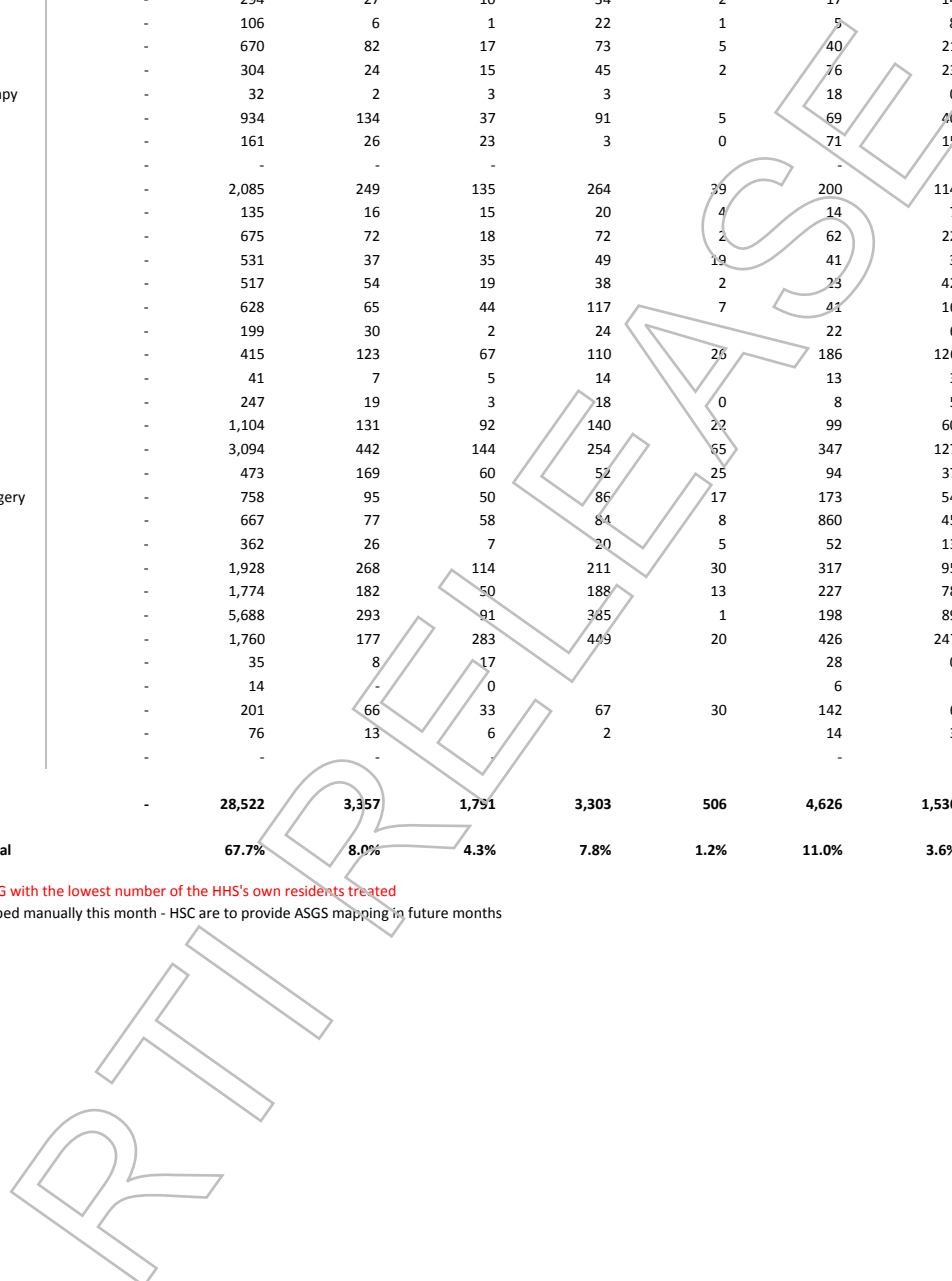 - 294 27 10 34 2 17
- 106 6 1 22 1 5
- 670 82 17 73 5 40
- 304 24 15 45 2 76
apy - 32 2 3 3 18
- 934 134 37 91 5 69
- 161 26 23 3 0 71
- - - - -
- 2,085 249 135 264 39 200 114
- 135 16 15 20 4 14
- 675 72 18 72 2 62
- 531 37 35 49 19 41
- 517 54 19 38 2 23
- 628 65 44 117 7 41
- 199 30 2 24 22
- 415 123 67 110 26 186
- 41 7 5 14 13
- 247 19 3 18 0 8
- 1,104 131 92 140 22 99
- 3,094 442 144 254 65 347
- 473 169 60 52 25 94
gery - 758 95 50 86 17 173
- 667 77 58 84 8 860
- 362 26 7 20 5 52
- 1,928 268 114 211 30 317
- 1,774 182 50 188 13 227
- 5,688 293 91 385 1 198
- 1,760 177 283 449 20 426
- 35 8 17 28
- 14 - 0 6
- 201 66 33 67 30 142
- 76 13 6 2 14
- - - - -
- 28,522 3,357 1,791 3,303 506 4,626 1,53
al 67.7% 8.0% 4.3% 7.8% 1.2% 11.0% 3.6%
G with the lowest number of the HHS's own residents treated
ped manually this month - HSC are to provide ASGS mapping in future months
RTI RELEASE